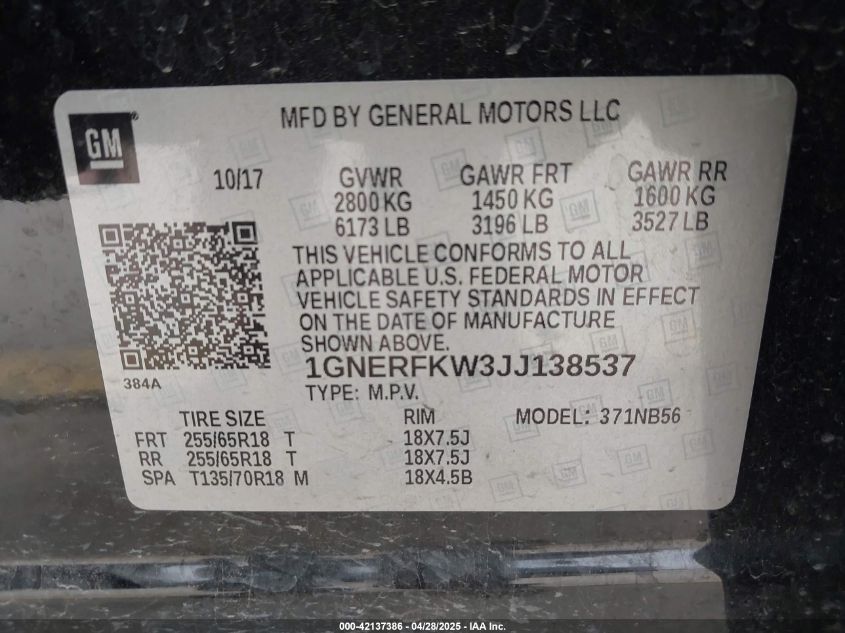 GM
MFD BY GENERAL MOTORS LLC
10/17 GVWR GAWR FRT GAWR RR
2800 KG 1450 KG 1600 KG
6173 LB 3196 LB 3527 LB
THIS VEHICLE CONFORMS TO ALL
APPLICABLE U.S. FEDERAL MOTOR
VEHICLE SAFETY STANDARDS IN EFFECT
ON THE DATE OF MANUFACTURE
SHOWN ABOVE.
1GNERFKW3JJ138537
384A
TYPE: M.P.V.
TIRE SIZE RIM MODEL: 371NB56
FRT 255/65R18 T 18X7.5J
RR 255/65R18 T 18X7.5J
SPA T135/70R18 M 18X4.5B
000-42137386 - 04/28/2025 - IAA Inc.